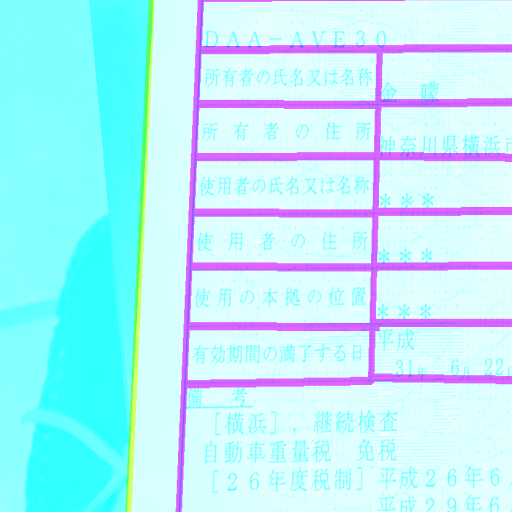 DAA-AVE30
所有者の氏名又は名称 金
所有者の住所 神奈川県横浜市
使用者の氏名又は名称 ***
使用者の住所 ***
使用の本拠の位置 ***
有効期間の満了する日 平成
31年 6月 22日
備考
[横浜], 継続検査
自動車重量税 免税
[26年度税制] 平成26年6
平成29年6